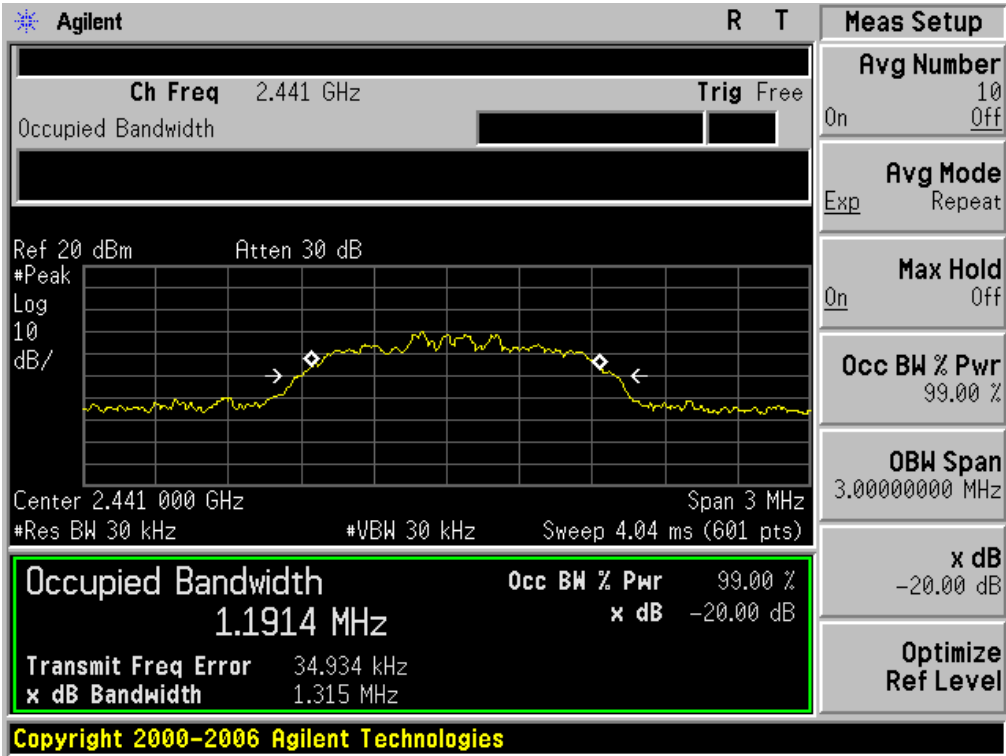 Agilent R T
Ch Freq 2.441 GHz Trig Free
Occupied Bandwidth
Ref 20 dBm Atten 30 dB
#Peak
Log
10
dB/
Center 2.441 000 GHz Span 3 MHz
#Res BW 30 kHz #VBW 30 kHz Sweep 4.04 ms (601 pts)
Occupied Bandwidth
1.1914 MHz
Occ BW % Pwr 99.00 %
x dB -20.00 dB
Transmit Freq Error 34.934 kHz
x dB Bandwidth 1.315 MHz
Copyright 2000-2006 Agilent Technologies
Meas Setup
Avg Number
10
On Off
Avg Mode
Exp Repeat
Max Hold
On Off
Occ BW % Pwr
99.00 %
OBW Span
3.00000000 MHz
x dB
-20.00 dB
Optimize
Ref Level